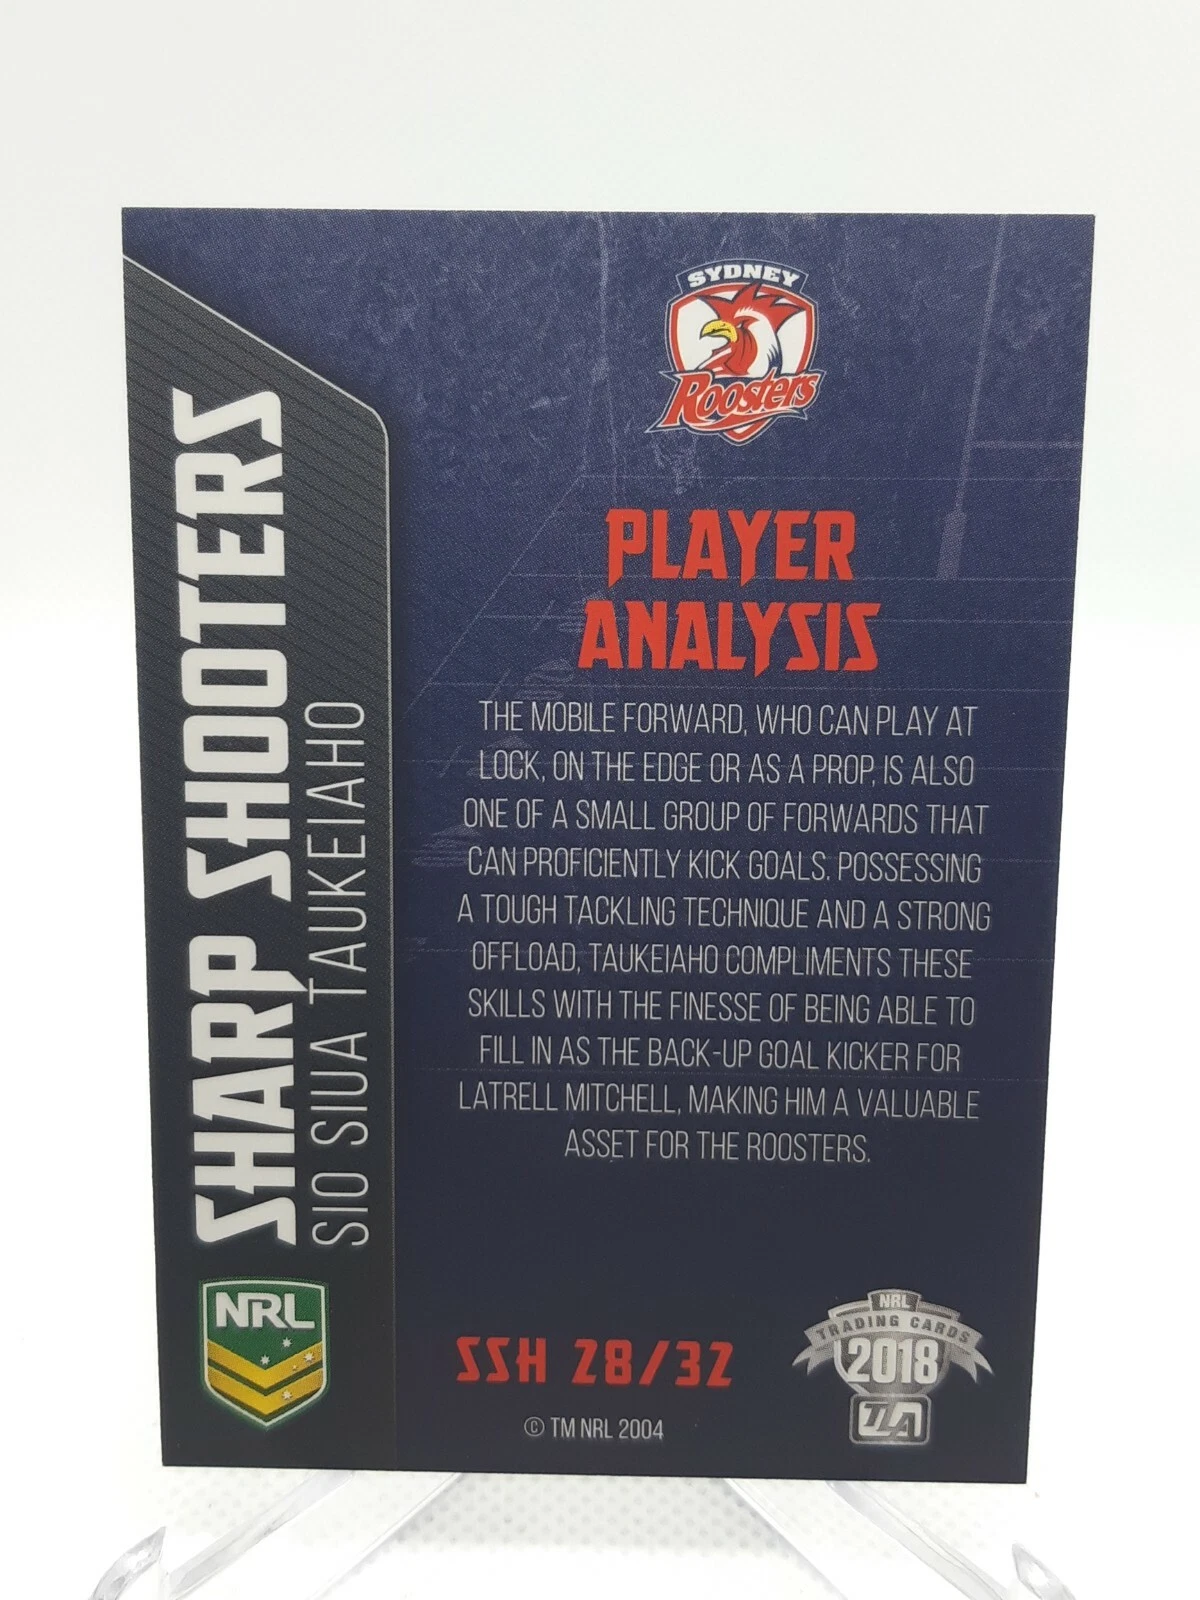 SYDNEY
Roosters
PLAYER
ANALYSIS
THE MOBILE FORWARD, WHO CAN PLAY AT
LOCK, ON THE EDGE OR AS A PROP, IS ALSO
ONE OF A SMALL GROUP OF FORWARDS THAT
CAN PROFICIENTLY KICK GOALS. POSSESSING
A TOUGH TACKLING TECHNIQUE AND A STRONG
OFFLOAD, TAUKEIAHO COMPLIMENTS THESE
SKILLS WITH THE FINESSE OF BEING ABLE TO
FILL IN AS THE BACK-UP GOAL KICKER FOR
LATRELL MITCHELL, MAKING HIM A VALUABLE
ASSET FOR THE ROOSTERS.
SHARP SHOOTERS
SIO SIUA TAUKEIAHO
NRL
SSH 28/32
© TM NRL 2004
NRL
TRADING CARDS
2018
TLA